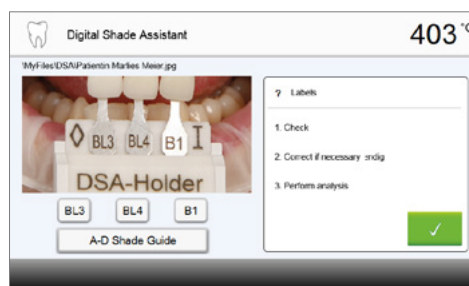 Digital Shade Assistant
403 °C
\MyFiles\DSA\Patientin Marlies Meier.jpg
BL3 BL4 B1
DSA-Holder
BL3 BL4 B1
A-D Shade Guide
? Labels
1. Check
2. Correct if necessary :ndig
3. Perform analysis